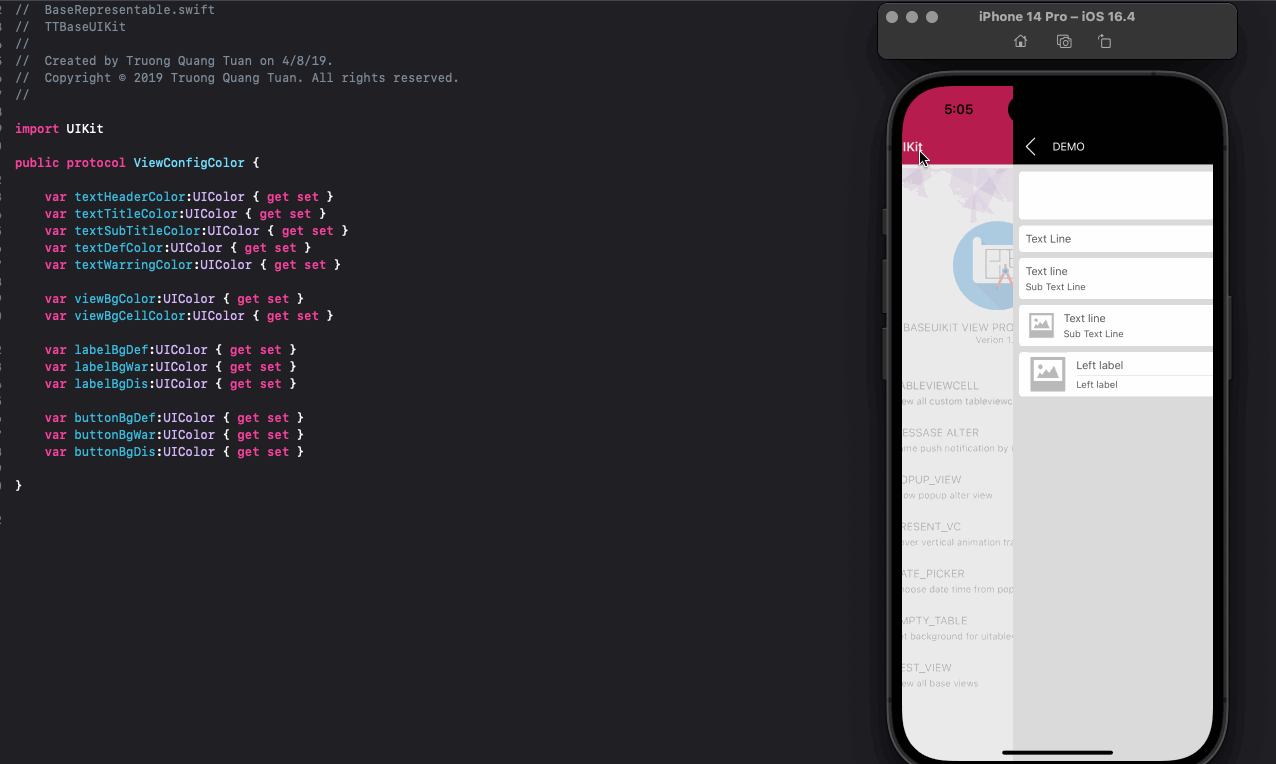 // BaseRepresentable.swift
// TTBaseUIKit
//
// Created by Truong Quang Tuan on 4/8/19.
// Copyright © 2019 Truong Quang Tuan. All rights reserved.
//
import UIKit
public protocol ViewConfigColor {
var textHeaderColor:UIColor { get set }
var textTitleColor:UIColor { get set }
var textSubTitleColor:UIColor { get set }
var textDefColor:UIColor { get set }
var textWarringColor:UIColor { get set }
var viewBgColor:UIColor { get set }
var viewBgCellColor:UIColor { get set }
var labelBgDef:UIColor { get set }
var labelBgWar:UIColor { get set }
var labelBgDis:UIColor { get set }
var buttonBgDef:UIColor { get set }
var buttonBgWar:UIColor { get set }
var buttonBgDis:UIColor { get set }
}
iPhone 14 Pro – iOS 16.4
5:05
IKit
BASEUIKIT VIEW PRO
Verion 1.
ABLEVIEWCELL
ew all custom tableviewc
ESSASE ALTER
me push notification by i
OPUP_VIEW
ow popup alter view
RESENT_VC
over vertical animation tra
ATE_PICKER
oose date time from pop
MPTY_TABLE
t background for uitable
EST_VIEW
ew all base views
DEMO
Text Line
Text line
Sub Text Line
Text line
Sub Text Line
Left label
Left label